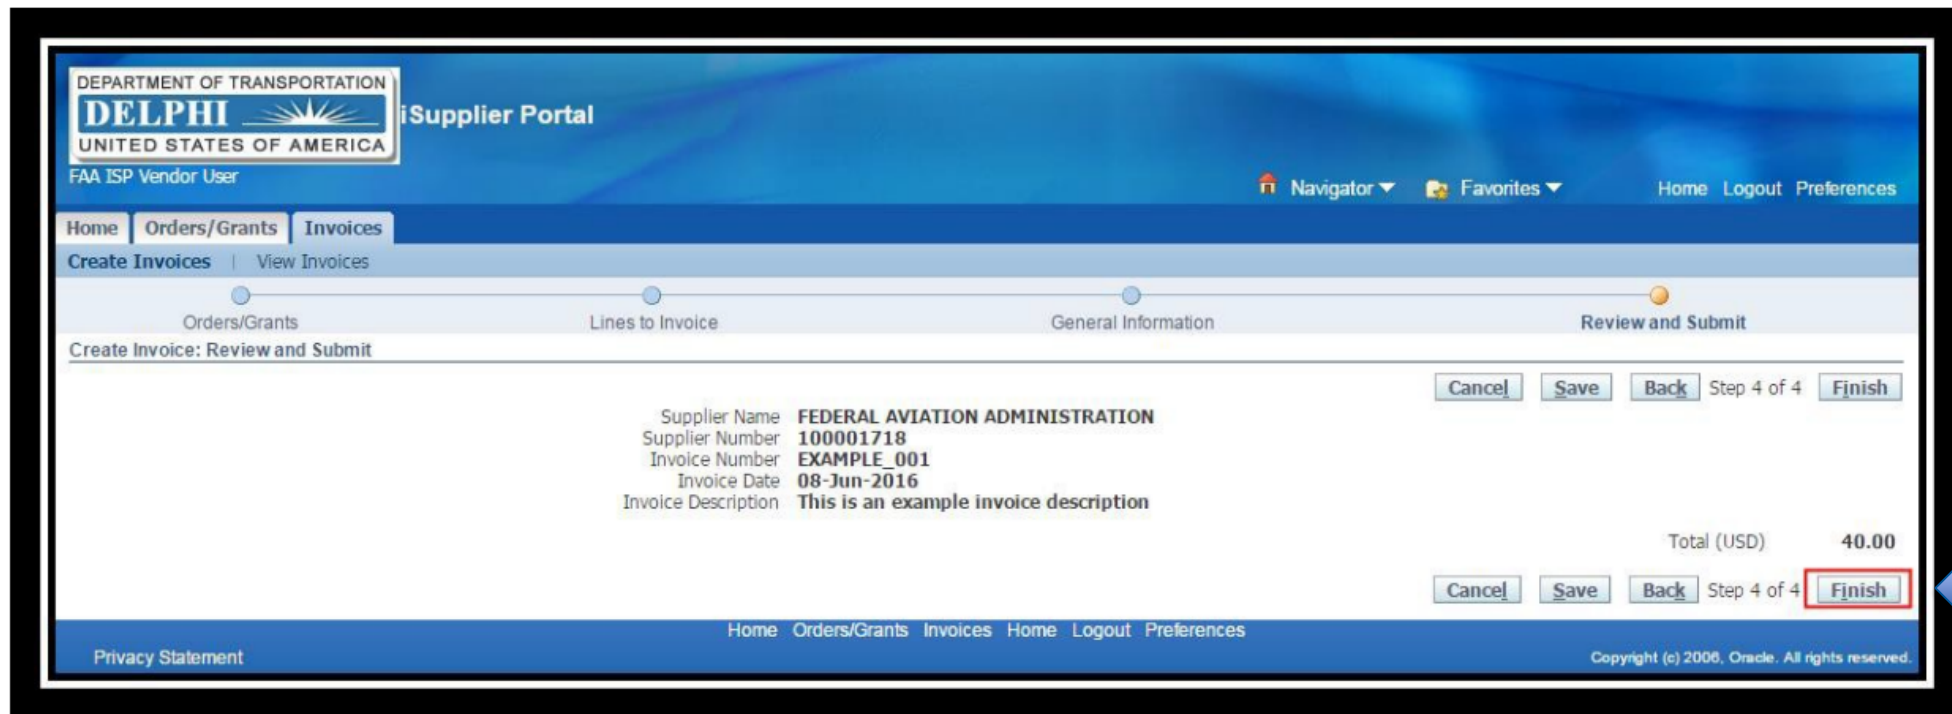 DEPARTMENT OF TRANSPORTATION
DELPHI
UNITED STATES OF AMERICA
iSupplier Portal
FAA ISP Vendor User
Navigator Favorites Home Logout Preferences
Home Orders/Grants Invoices
Create Invoices | View Invoices
Orders/Grants Lines to Invoice General Information Review and Submit
Create Invoice: Review and Submit
Cancel Save Back Step 4 of 4 Finish
Supplier Name FEDERAL AVIATION ADMINISTRATION
Supplier Number 100001718
Invoice Number EXAMPLE_001
Invoice Date 08-Jun-2016
Invoice Description This is an example invoice description
Total (USD) 40.00
Cancel Save Back Step 4 of 4 Finish
Home Orders/Grants Invoices Home Logout Preferences
Privacy Statement Copyright (c) 2006, Oracle. All rights reserved.